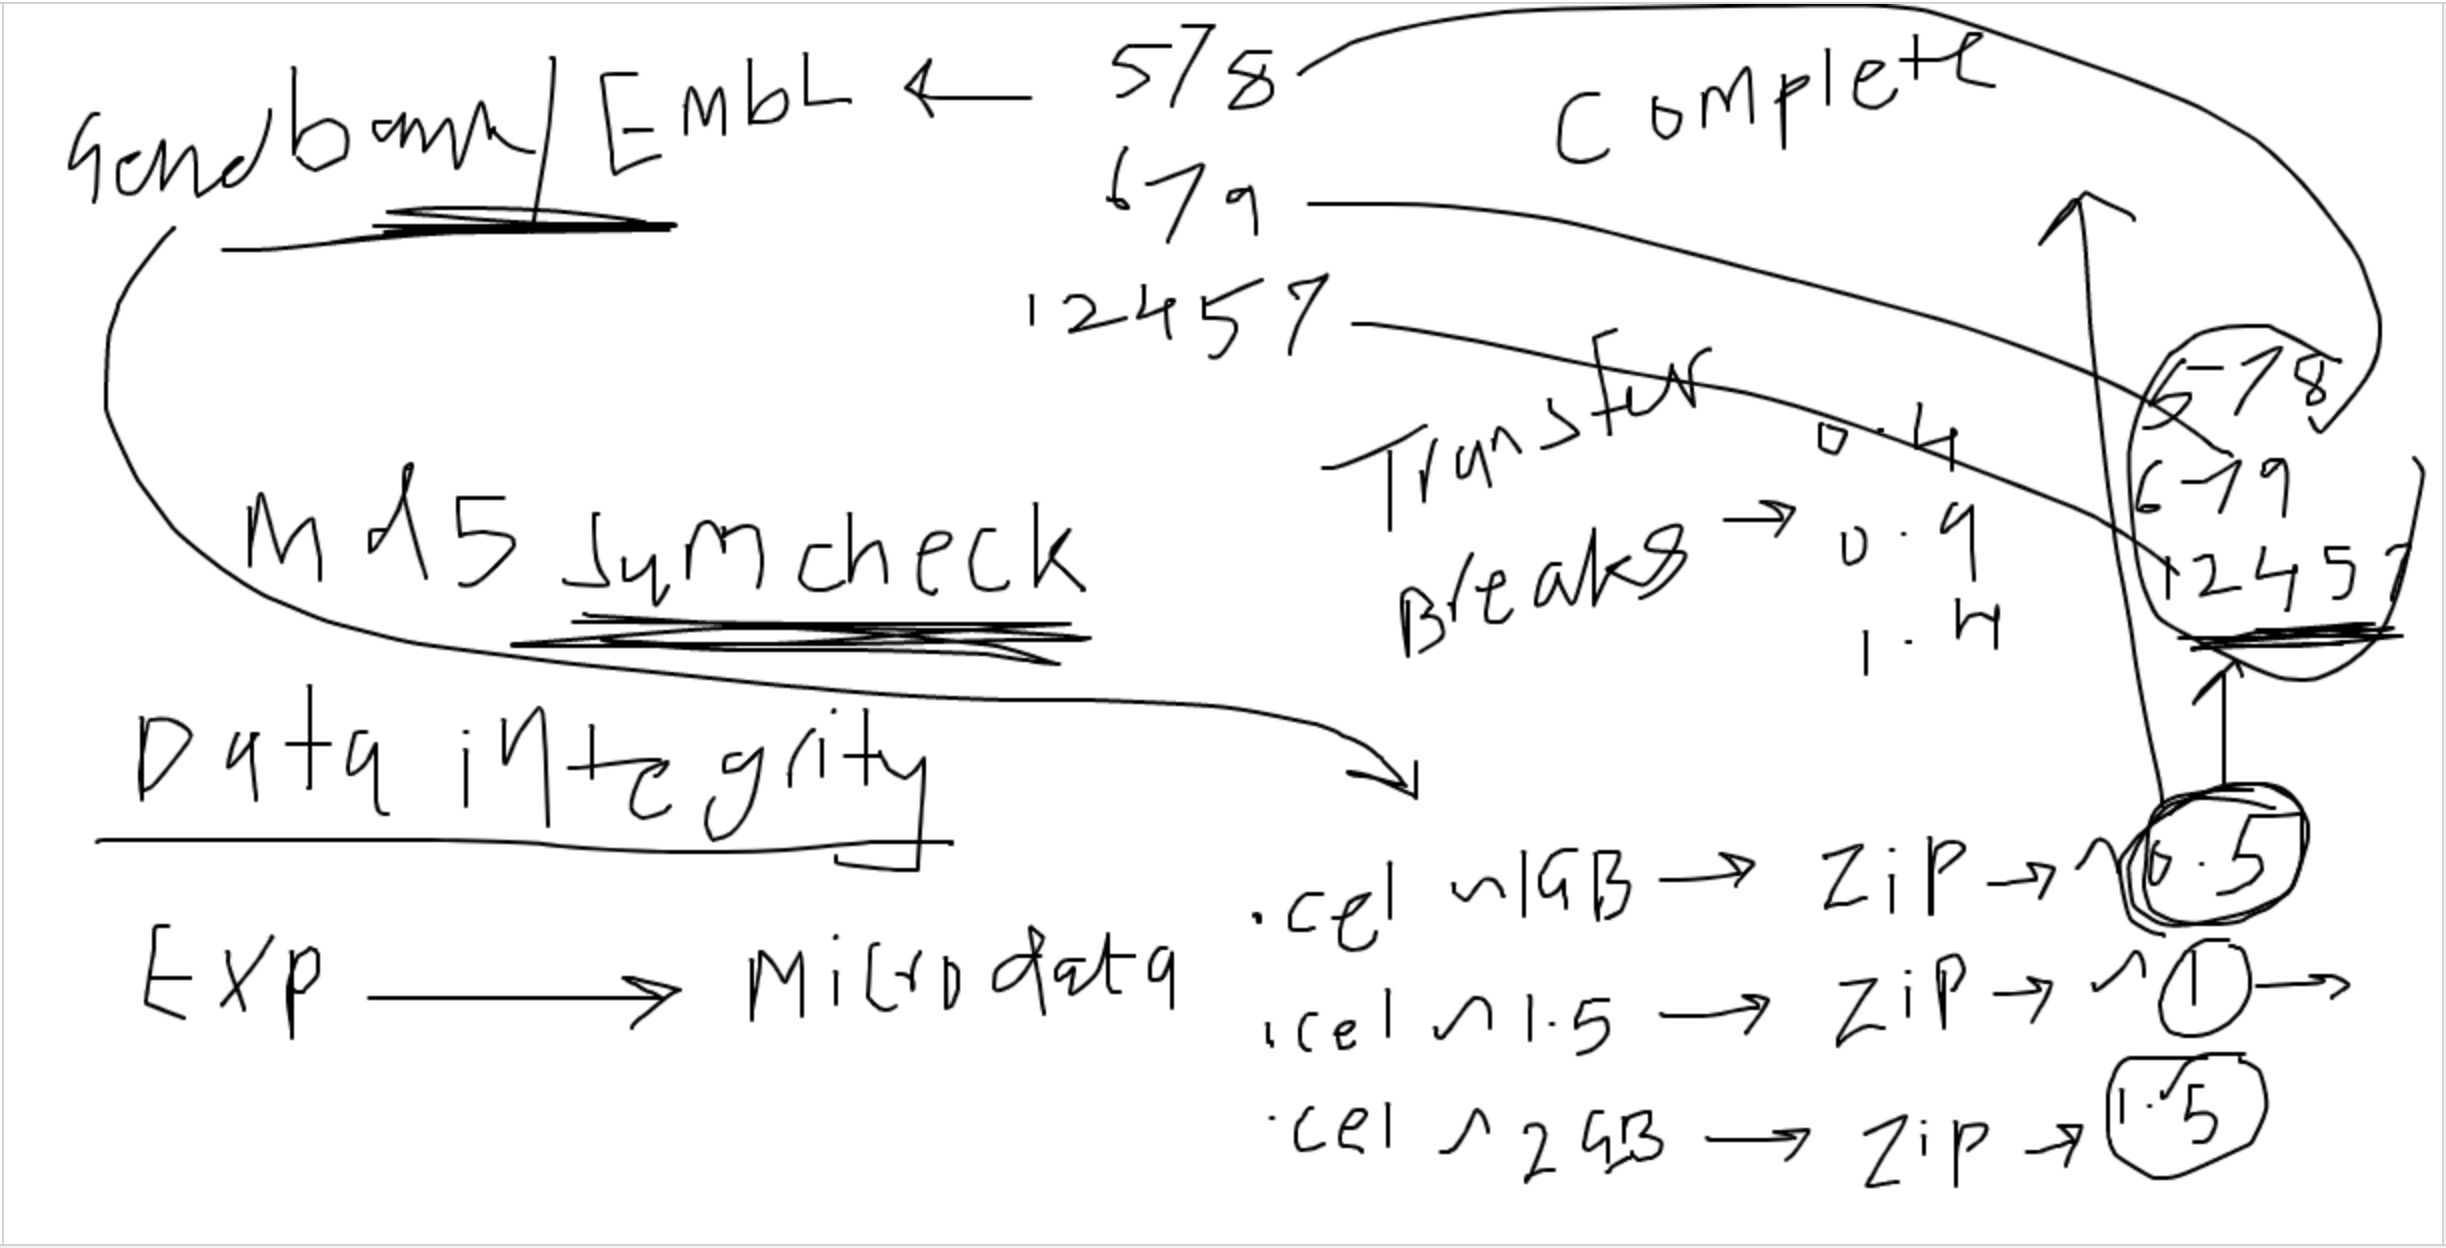 Gendbank/EmbL ← 578
Complete
679
12457
578
679
12457
Transfer
Breaks →
0.4
0.9
1.4
Md5 Sumcheck
Data integrity
Exp → Microdata
.cel ~1GB → Zip → ~0.5
.cel ~1.5 → Zip → ~1 →
.cel ~2GB → Zip → 1.5